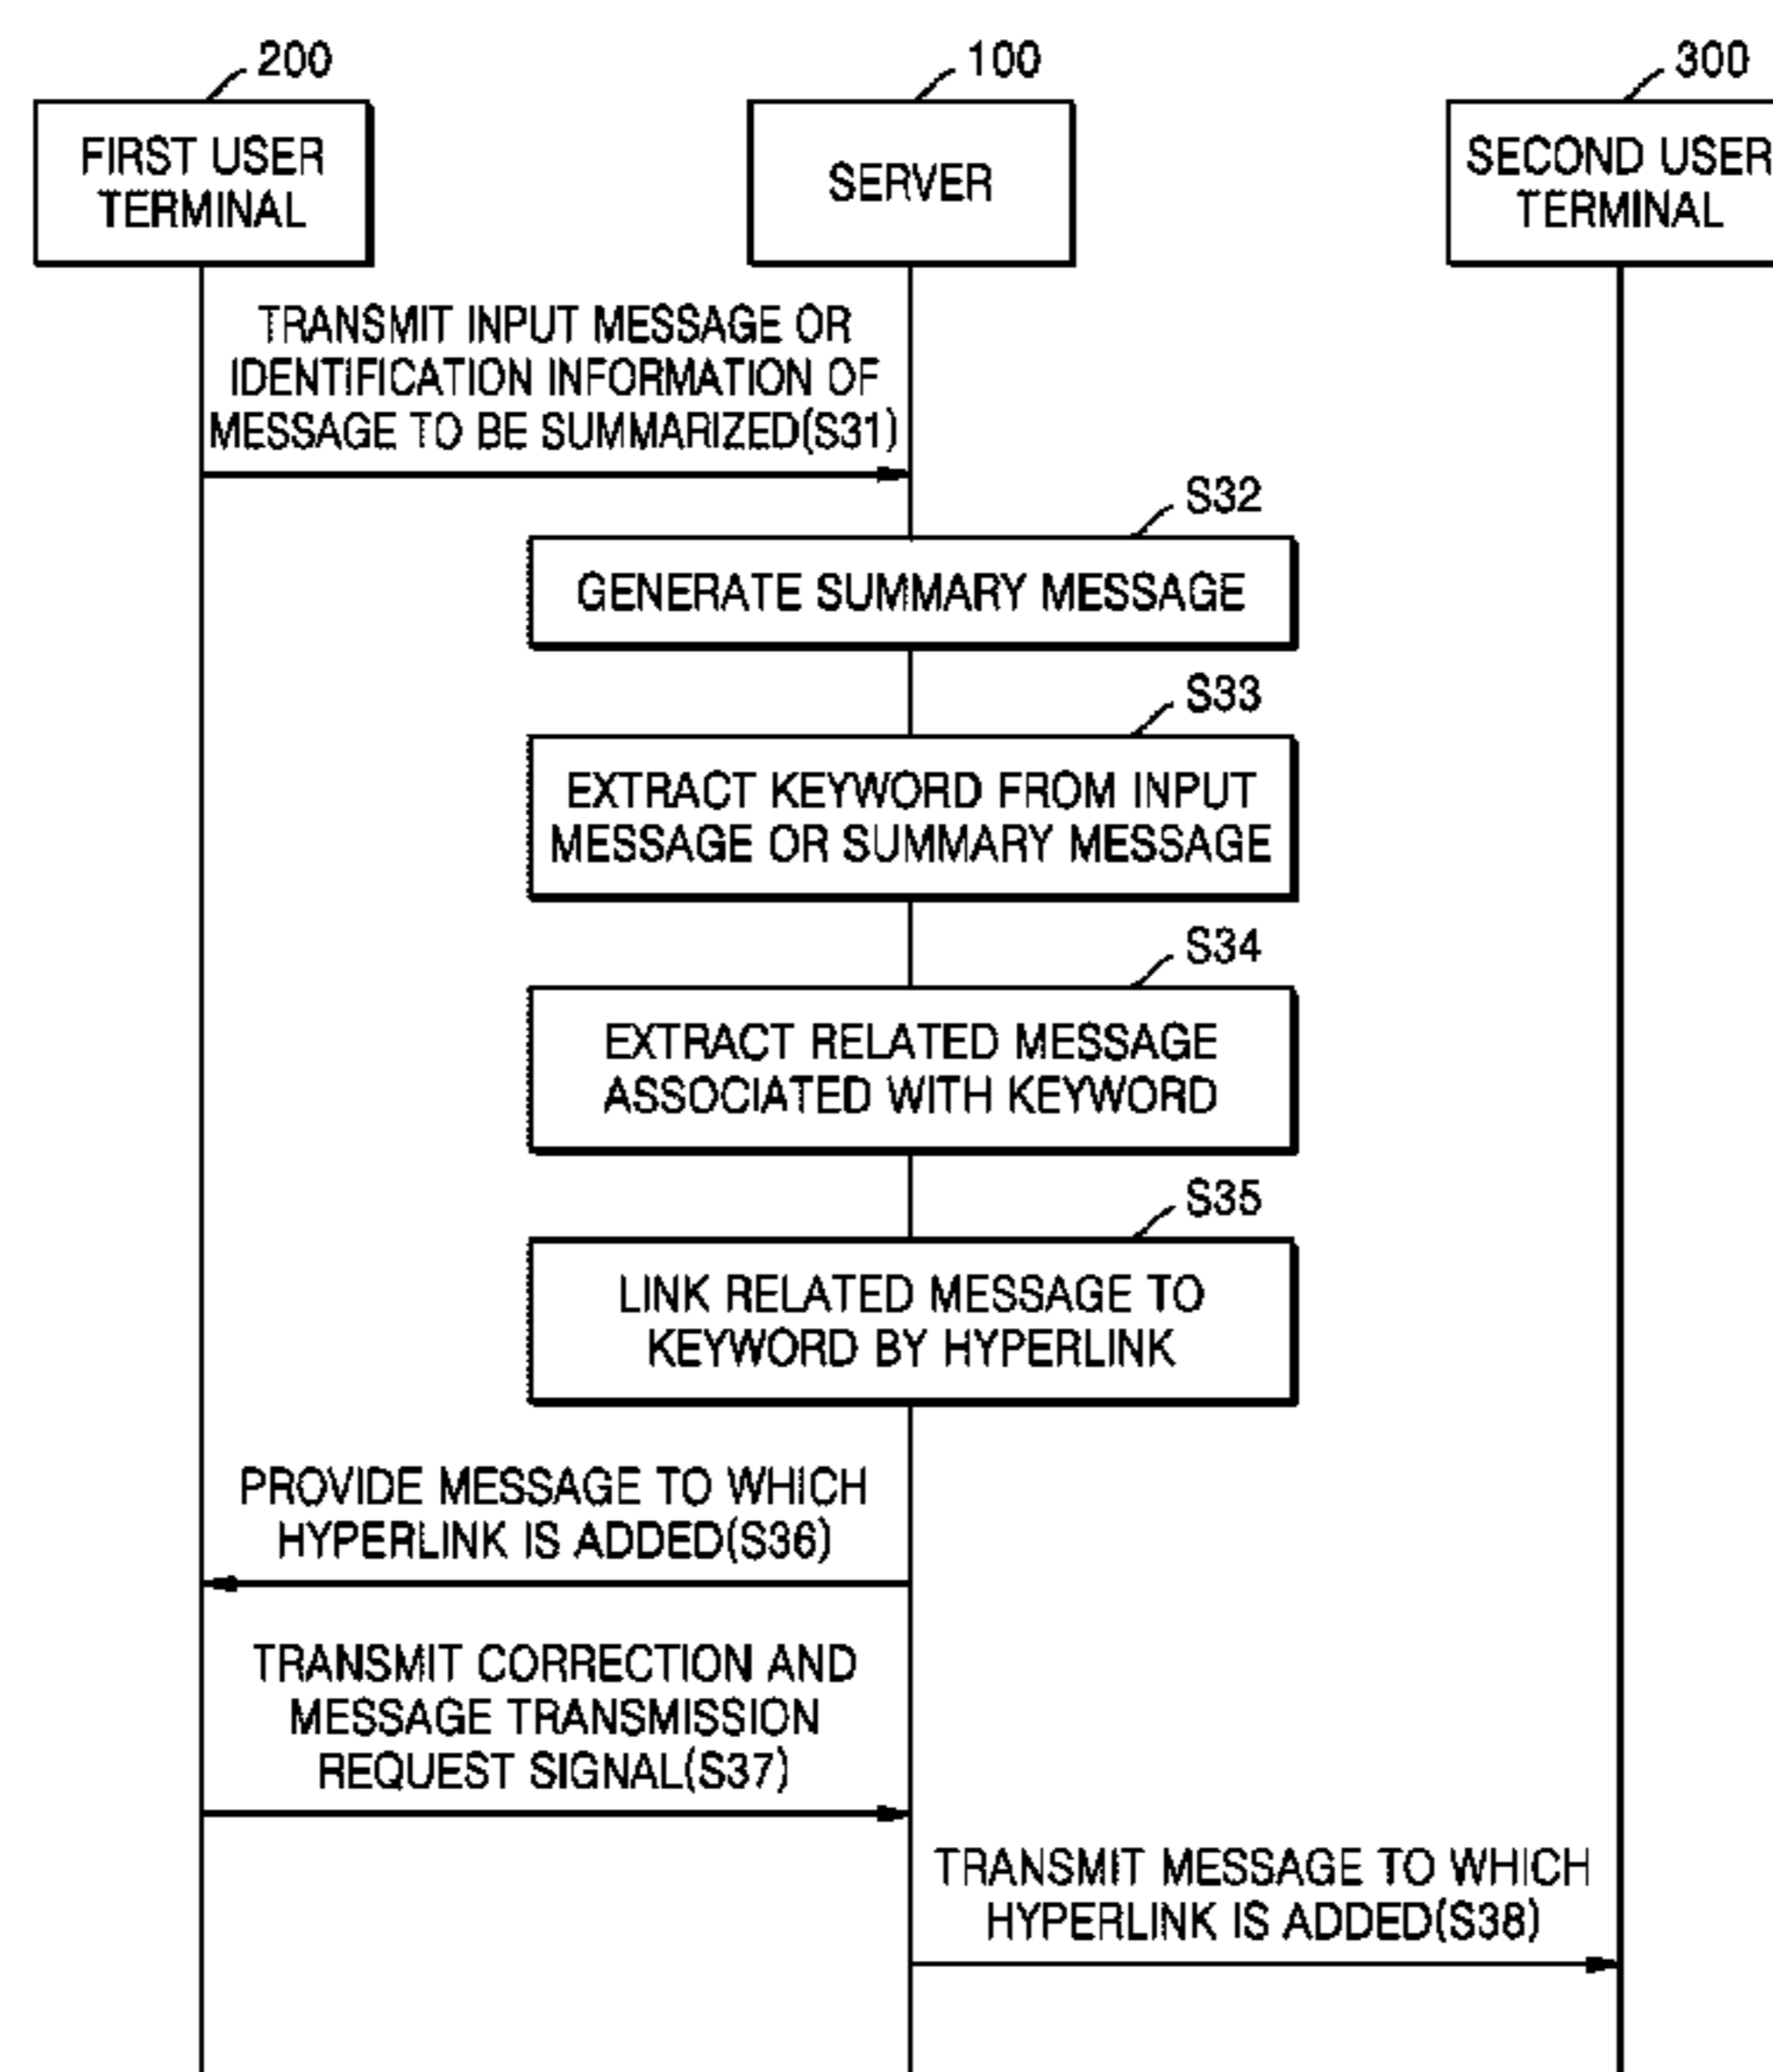 200
100
300
FIRST USER
TERMINAL
SERVER
SECOND USER
TERMINAL
TRANSMIT INPUT MESSAGE OR
IDENTIFICATION INFORMATION OF
MESSAGE TO BE SUMMARIZED(S31)
S32
GENERATE SUMMARY MESSAGE
S33
EXTRACT KEYWORD FROM INPUT
MESSAGE OR SUMMARY MESSAGE
S34
EXTRACT RELATED MESSAGE
ASSOCIATED WITH KEYWORD
S35
LINK RELATED MESSAGE TO
KEYWORD BY HYPERLINK
PROVIDE MESSAGE TO WHICH
HYPERLINK IS ADDED(S36)
TRANSMIT CORRECTION AND
MESSAGE TRANSMISSION
REQUEST SIGNAL(S37)
TRANSMIT MESSAGE TO WHICH
HYPERLINK IS ADDED(S38)